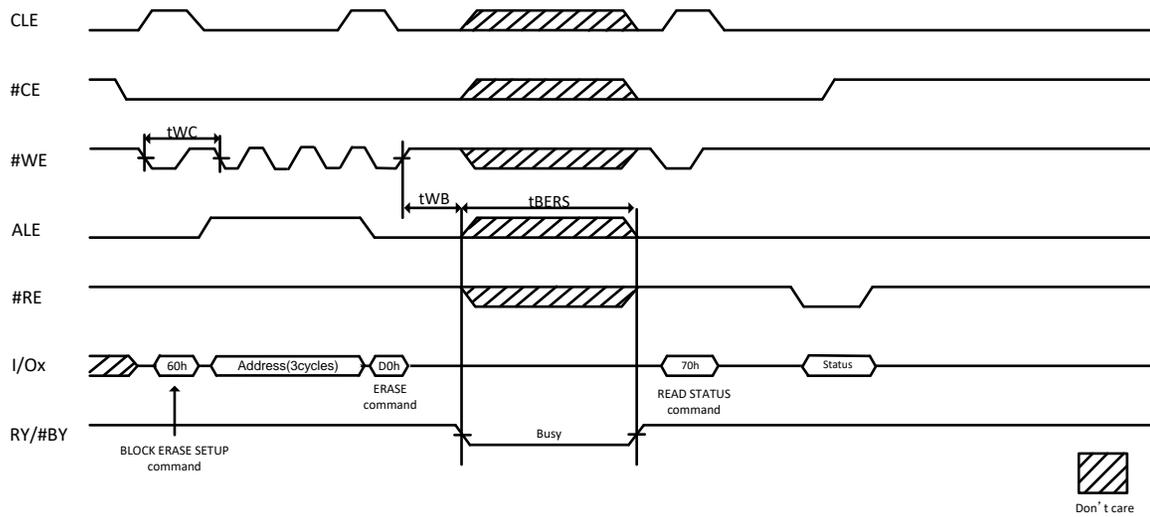 CLE
#CE
tWC
#WE
tWB
tBERS
ALE
#RE
I/Ox
60h
Address(3cycles)
D0h
70h
Status
ERASE
command
READ STATUS
command
RY/#BY
Busy
BLOCK ERASE SETUP
command
Don’t care